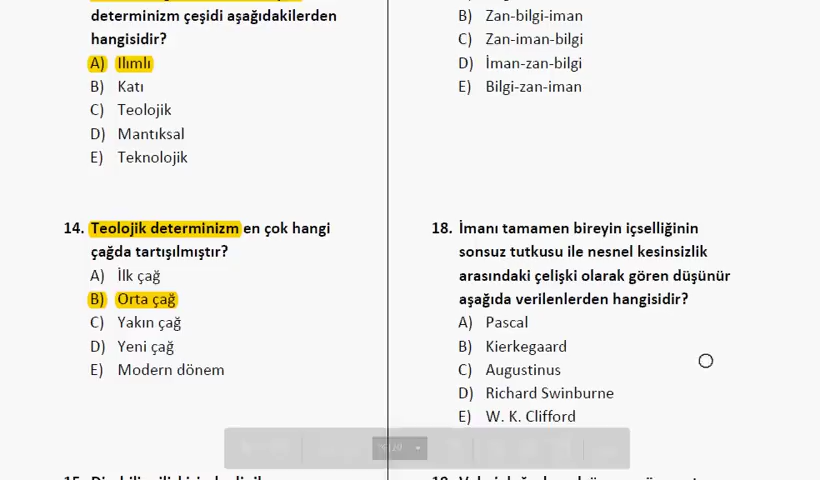 determinizm çeşidi aşağıdakilerden
hangisidir?
A) Ilımlı
B) Katı
C) Teolojik
D) Mantıksal
E) Teknolojik
14. Teolojik determinizm en çok hangi
çağda tartışılmıştır?
A) İlk çağ
B) Orta çağ
C) Yakın çağ
D) Yeni çağ
E) Modern dönem
B) Zan-bilgi-iman
C) Zan-iman-bilgi
D) İman-zan-bilgi
E) Bilgi-zan-iman
18. İmanı tamamen bireyin içselliğinin
sonsuz tutkusu ile nesnel kesinsizlik
arasındaki çelişki olarak gören düşünür
aşağıda verilenlerden hangisidir?
A) Pascal
B) Kierkegaard
C) Augustinus
D) Richard Swinburne
E) W. K. Clifford